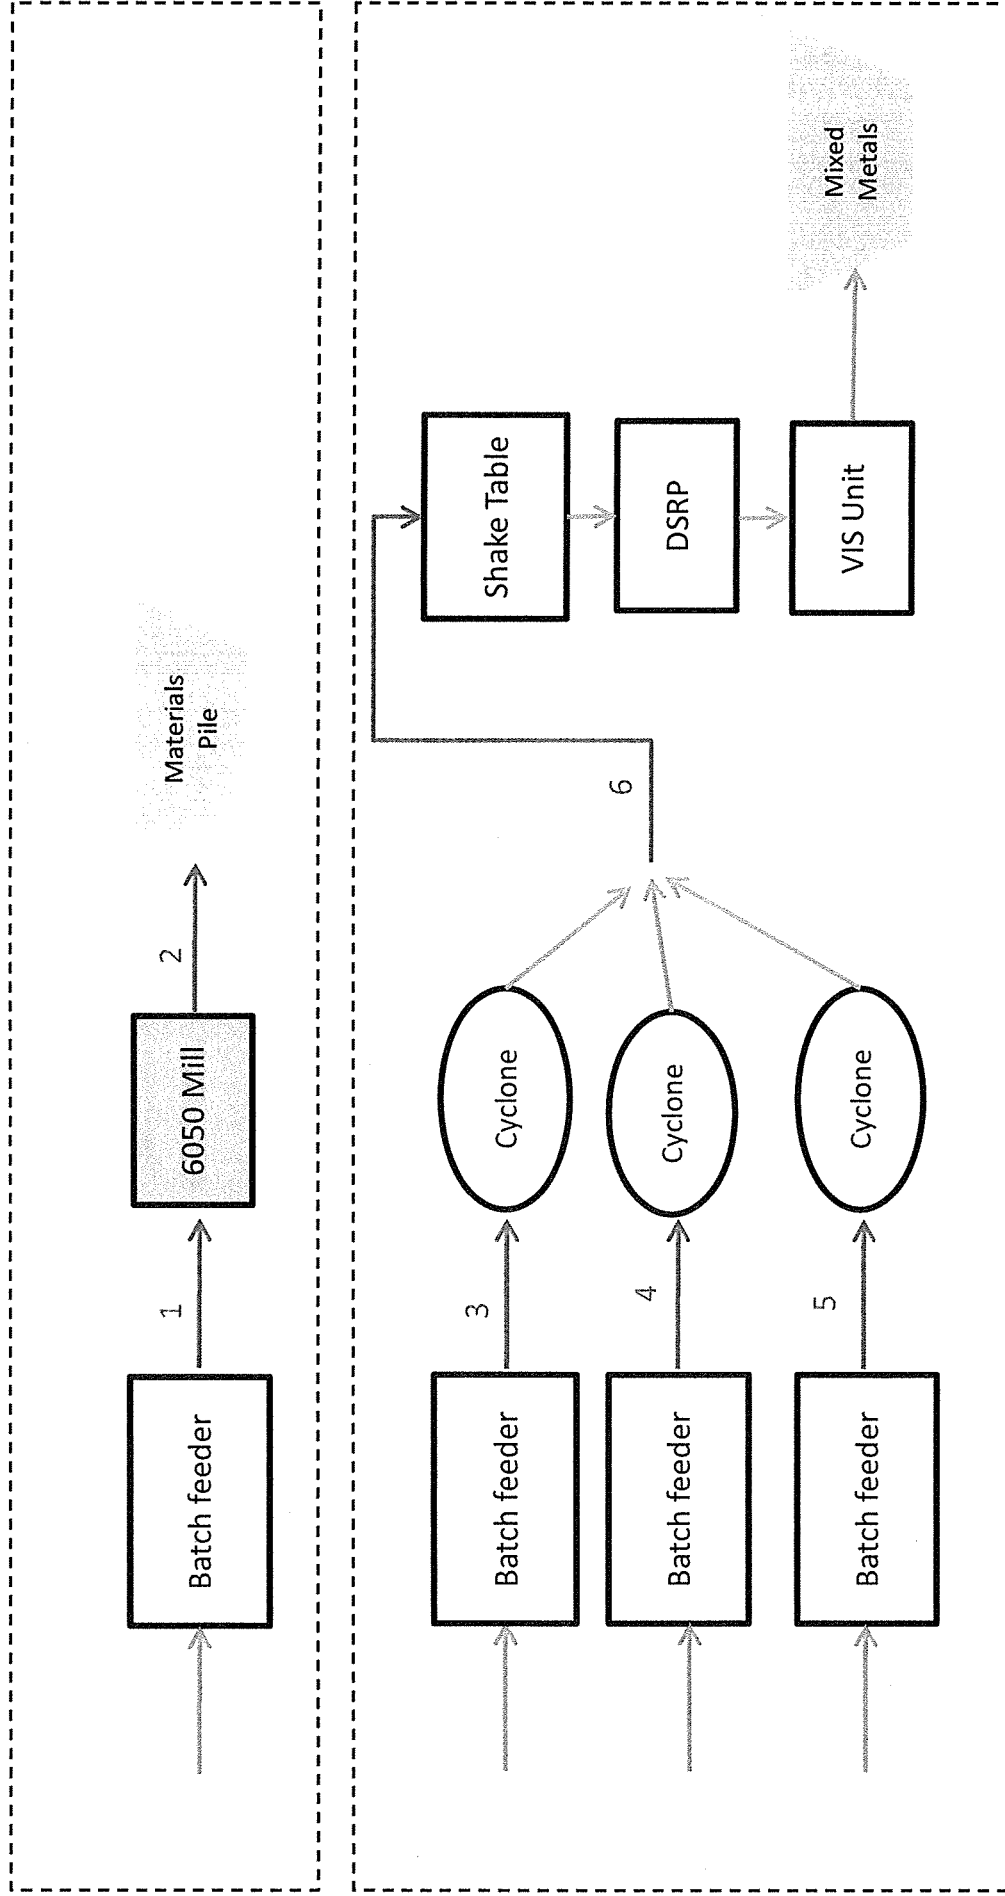 Batch feeder
1
6050 Mill
2
Materials
Pile
Batch feeder
3
Cyclone
Batch feeder
4
Cyclone
Batch feeder
5
Cyclone
6
Shake Table
DSRP
VIS Unit
Mixed
Metals